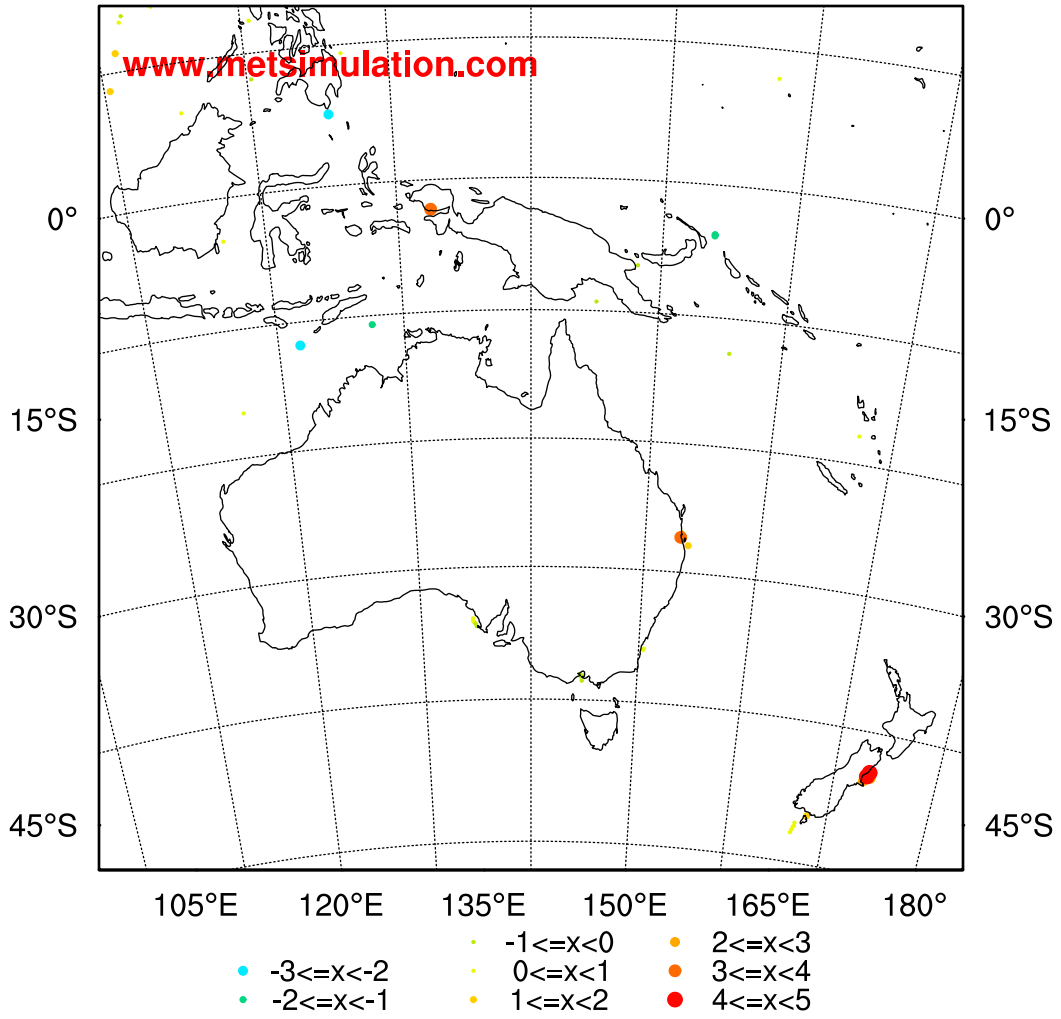 www.metsimulation.com
0° 0°
15°S 15°S
30°S 30°S
45°S 45°S
105°E 120°E 135°E 150°E 165°E 180°
-1<=x<0 2<=x<3
-3<=x<-2 0<=x<1 3<=x<4
-2<=x<-1 1<=x<2 4<=x<5